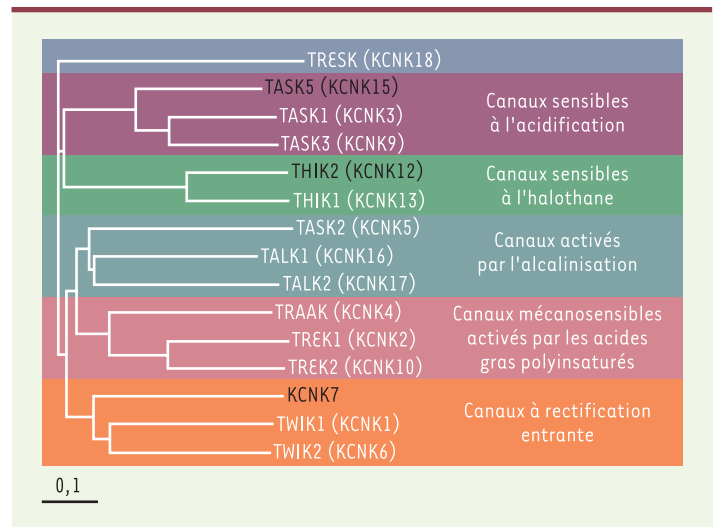 TRESK (KCNK18)
TASK5 (KCNK15)
TASK1 (KCNK3)
TASK3 (KCNK9)
Canaux sensibles
à l'acidification
THIK2 (KCNK12)
THIK1 (KCNK13)
Canaux sensibles
à l'halothane
TASK2 (KCNK5)
TALK1 (KCNK16)
TALK2 (KCNK17)
Canaux activés
par l'alcalinisation
TRAAK (KCNK4)
TREK1 (KCNK2)
TREK2 (KCNK10)
Canaux mécanosensibles
activés par les acides
gras polyinsaturés
KCNK7
TWIK1 (KCNK1)
TWIK2 (KCNK6)
Canaux à rectification
entrante
0,1